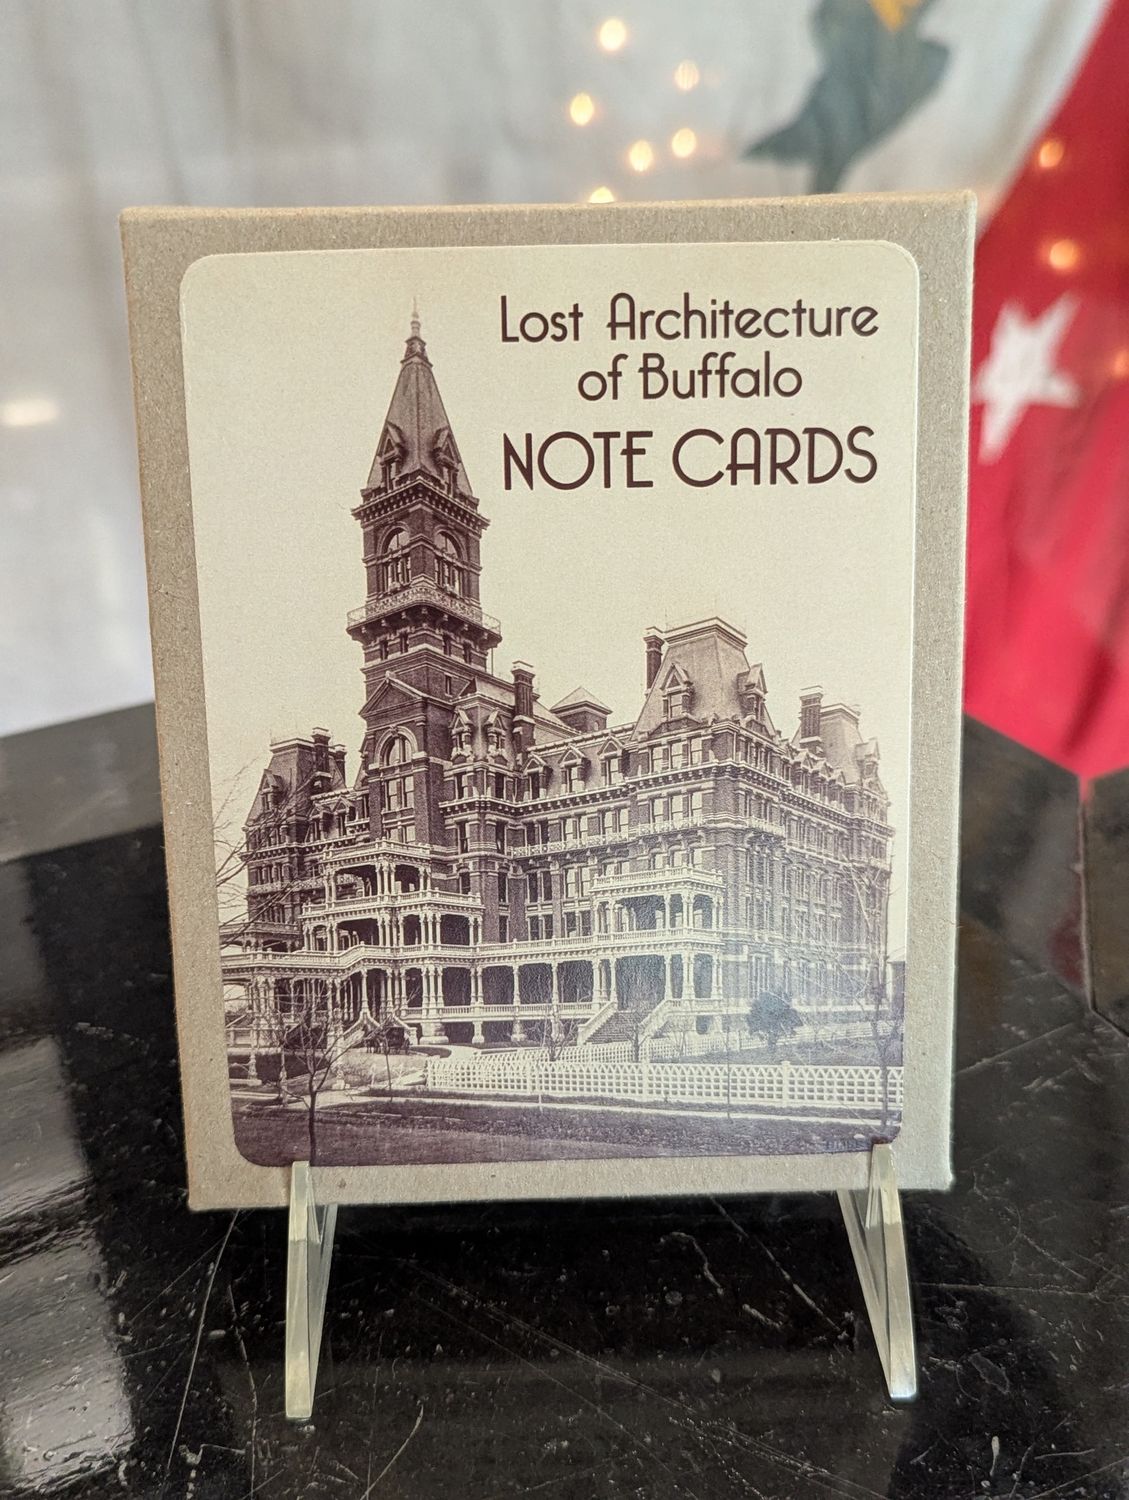 Lost Architecture
of Buffalo
NOTE CARDS